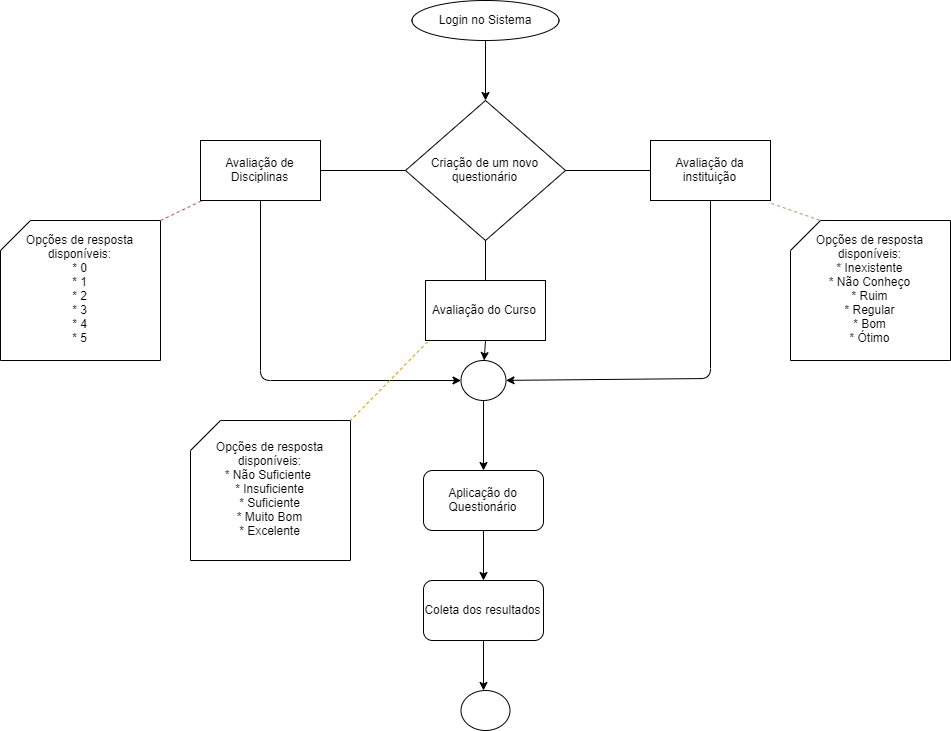 Login no Sistema
Criação de um novo
questionário
Avaliação de
Disciplinas
Avaliação da
instituição
Opções de resposta
disponíveis:
* 0
* 1
* 2
* 3
* 4
* 5
Opções de resposta
disponíveis:
* Inexistente
* Não Conheço
* Ruim
* Regular
* Bom
* Ótimo
Avaliação do Curso
Opções de resposta
disponíveis:
* Não Suficiente
* Insuficiente
* Suficiente
* Muito Bom
* Excelente
Aplicação do
Questionário
Coleta dos resultados